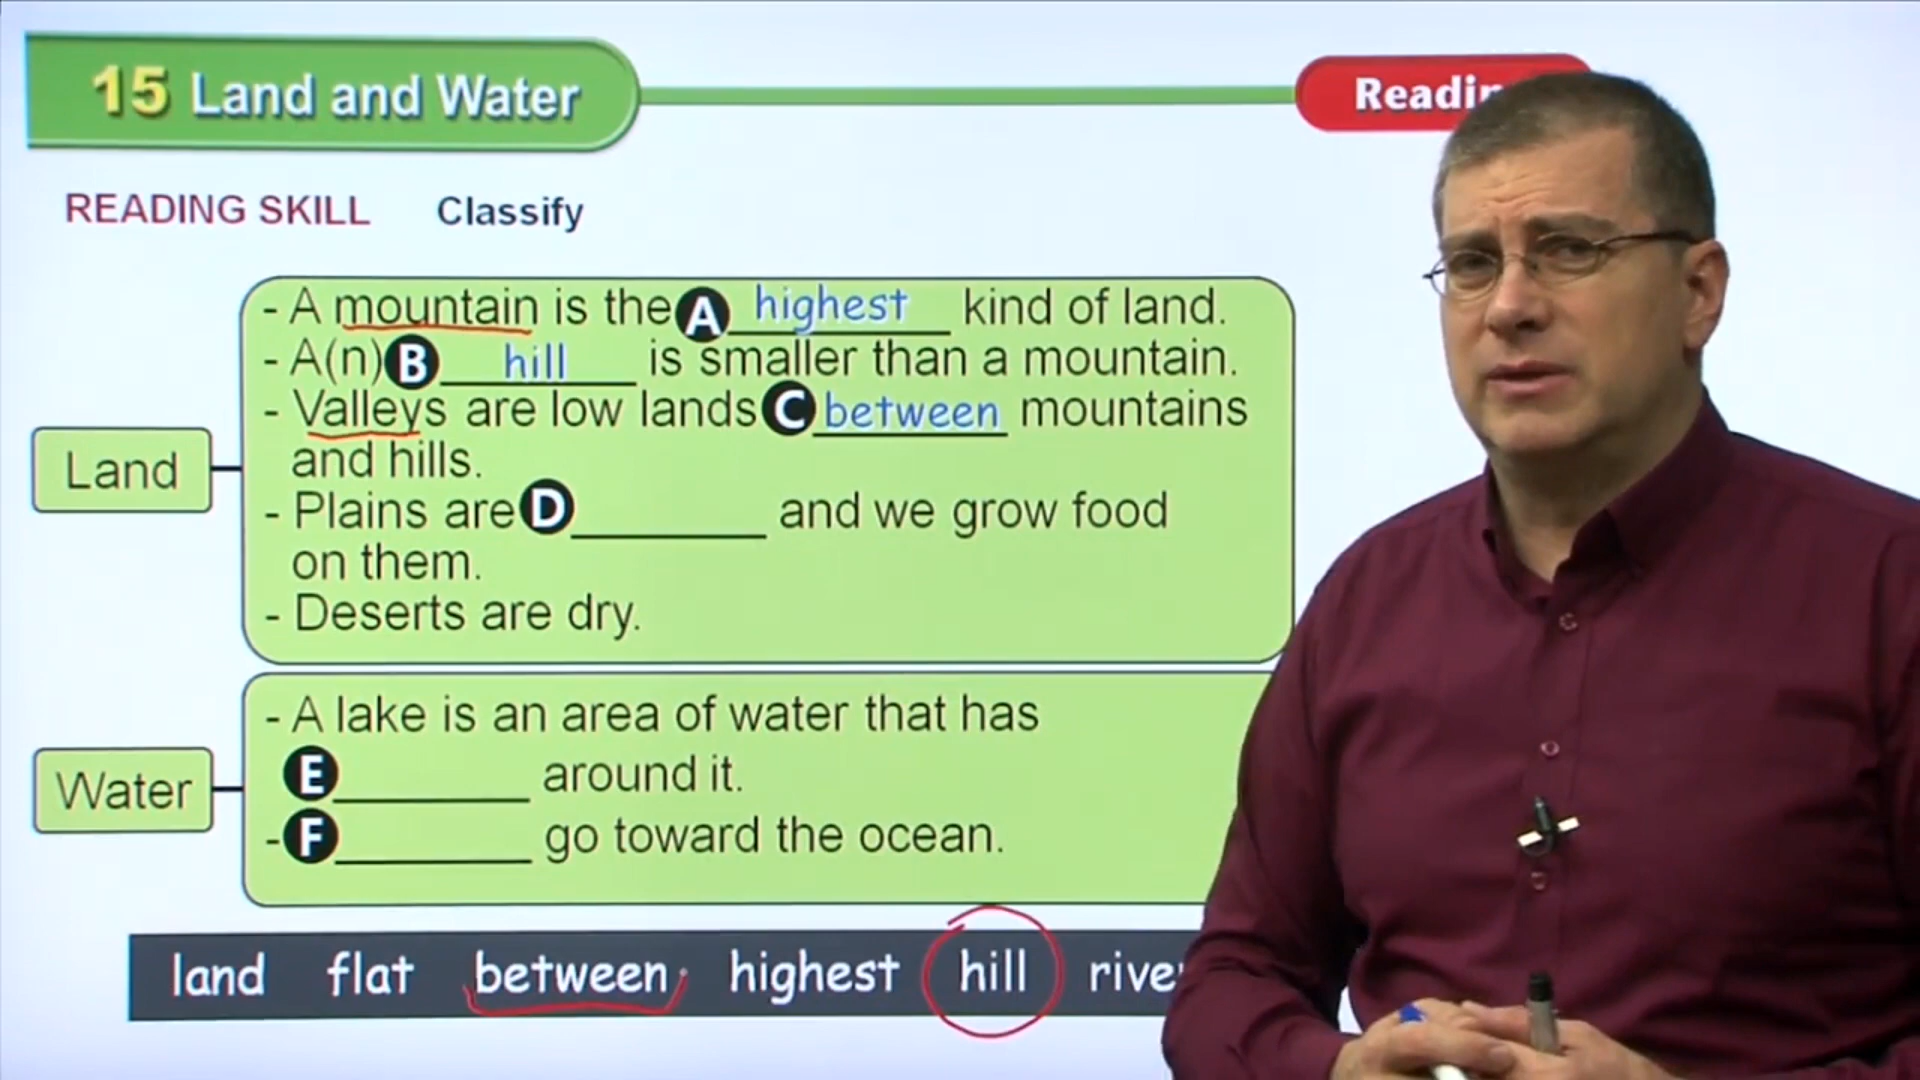 15 Land and Water
READING SKILL Classify
- A mountain is the A highest kind of land.
- A(n) B hill is smaller than a mountain.
- Valleys are low lands C between mountains
and hills.
- Plains are D ________ and we grow food
on them.
- Deserts are dry.
Land
- A lake is an area of water that has
E ________ around it.
- F ________ go toward the ocean.
Water
land flat between highest hill